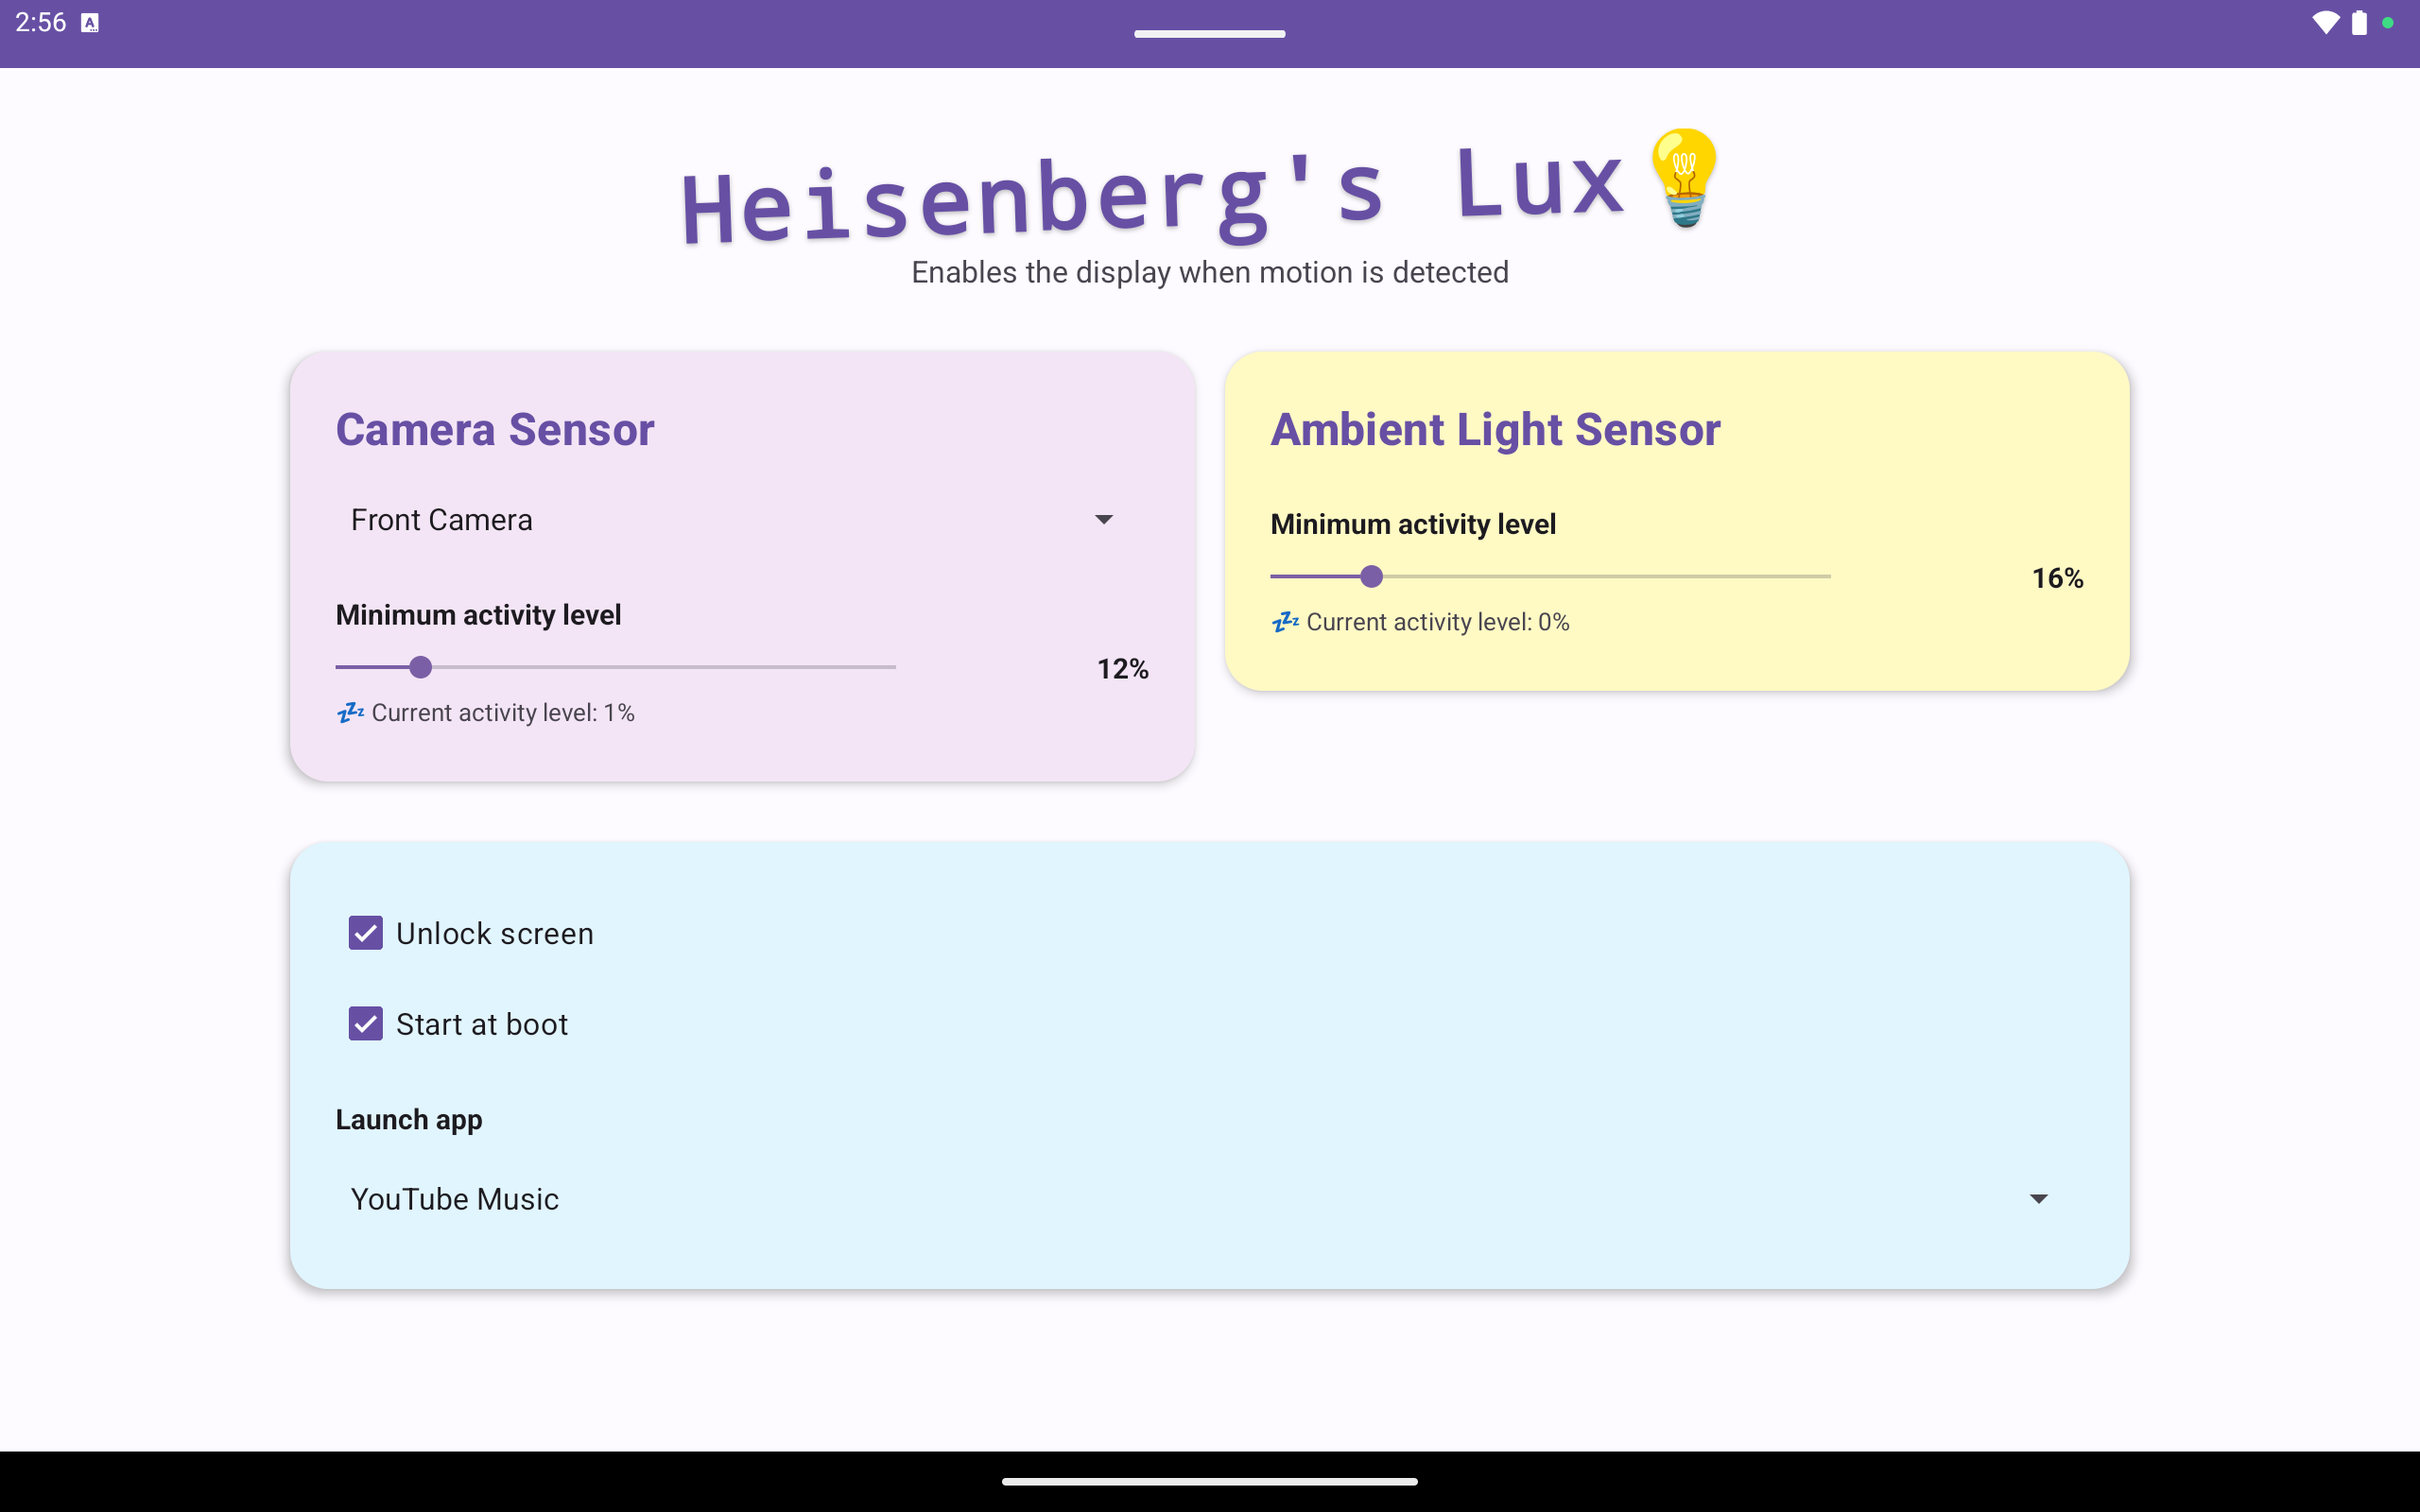 2:56
Heisenberg's Lux💡
Enables the display when motion is detected
Camera Sensor
Front Camera
Minimum activity level
12%
💤 Current activity level: 1%
Ambient Light Sensor
Minimum activity level
16%
💤 Current activity level: 0%
Unlock screen
Start at boot
Launch app
YouTube Music